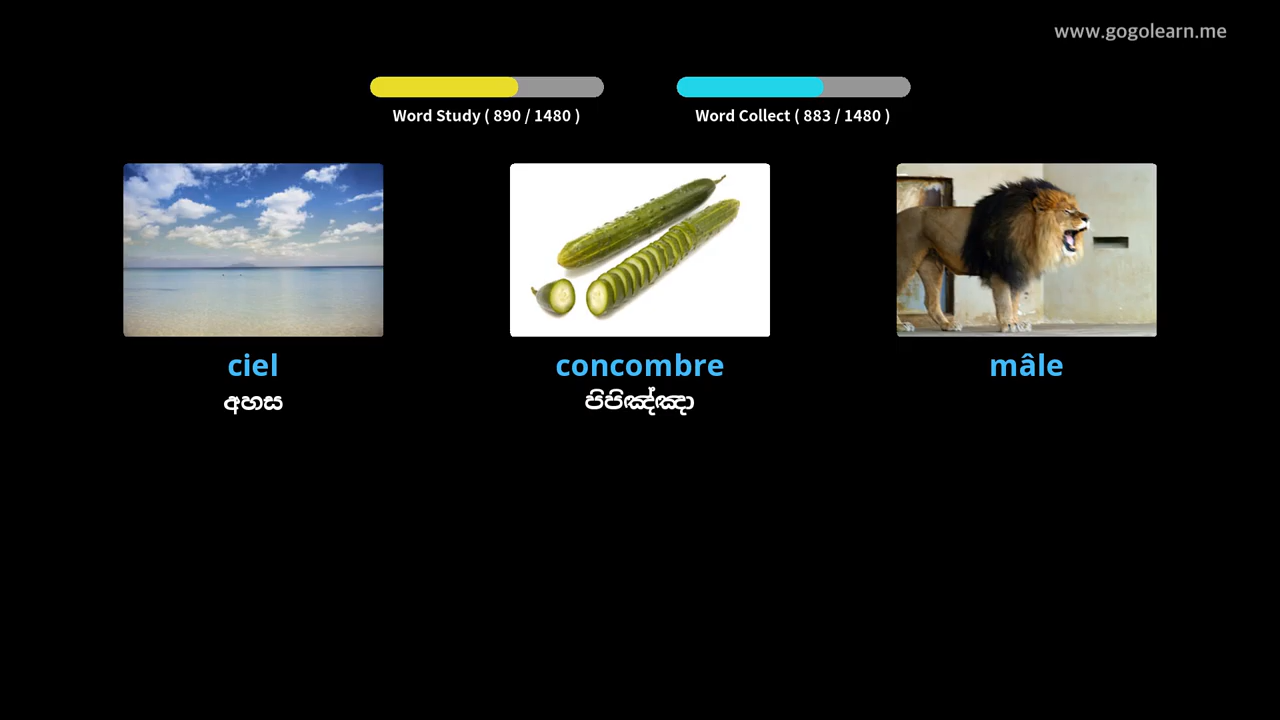 www.gogolearn.me
Word Study ( 890 / 1480 )
Word Collect ( 883 / 1480 )
ciel
අහස
concombre
පිපිඤ්ඤා
mâle